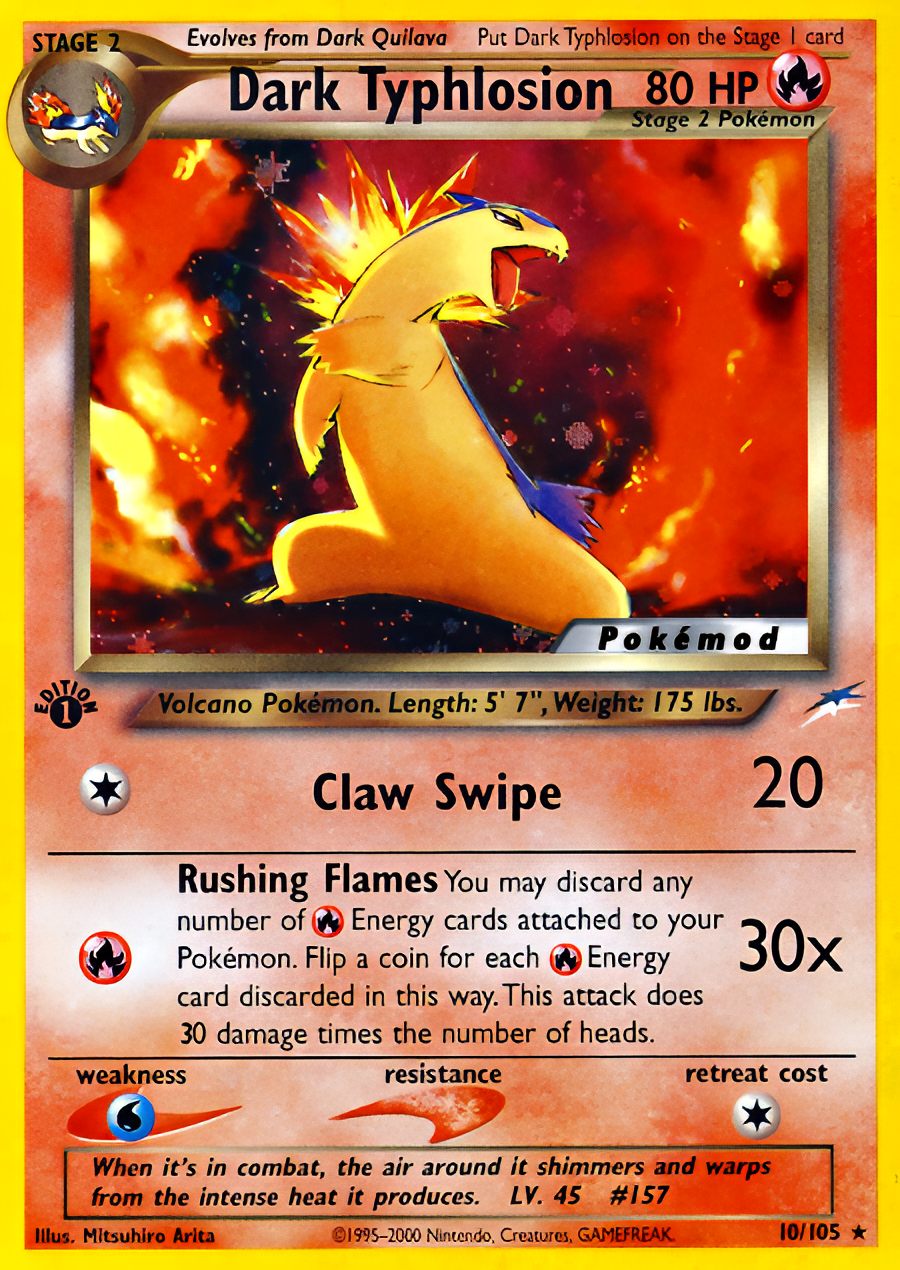 STAGE 2
Evolves from Dark Quilava Put Dark Typhlosion on the Stage 1 card
Dark Typhlosion 80 HP
Stage 2 Pokémon
Pokémod
EDITION
1
Volcano Pokémon. Length: 5' 7", Weight: 175 lbs.
Claw Swipe 20
Rushing Flames You may discard any
number of Energy cards attached to your
Pokémon. Flip a coin for each Energy
card discarded in this way. This attack does
30 damage times the number of heads.
30x
weakness resistance retreat cost
When it's in combat, the air around it shimmers and warps
from the intense heat it produces. LV. 45 #157
Illus. Mitsuhiro Arita ©1995-2000 Nintendo, Creatures, GAMEFREAK. 10/105 ★